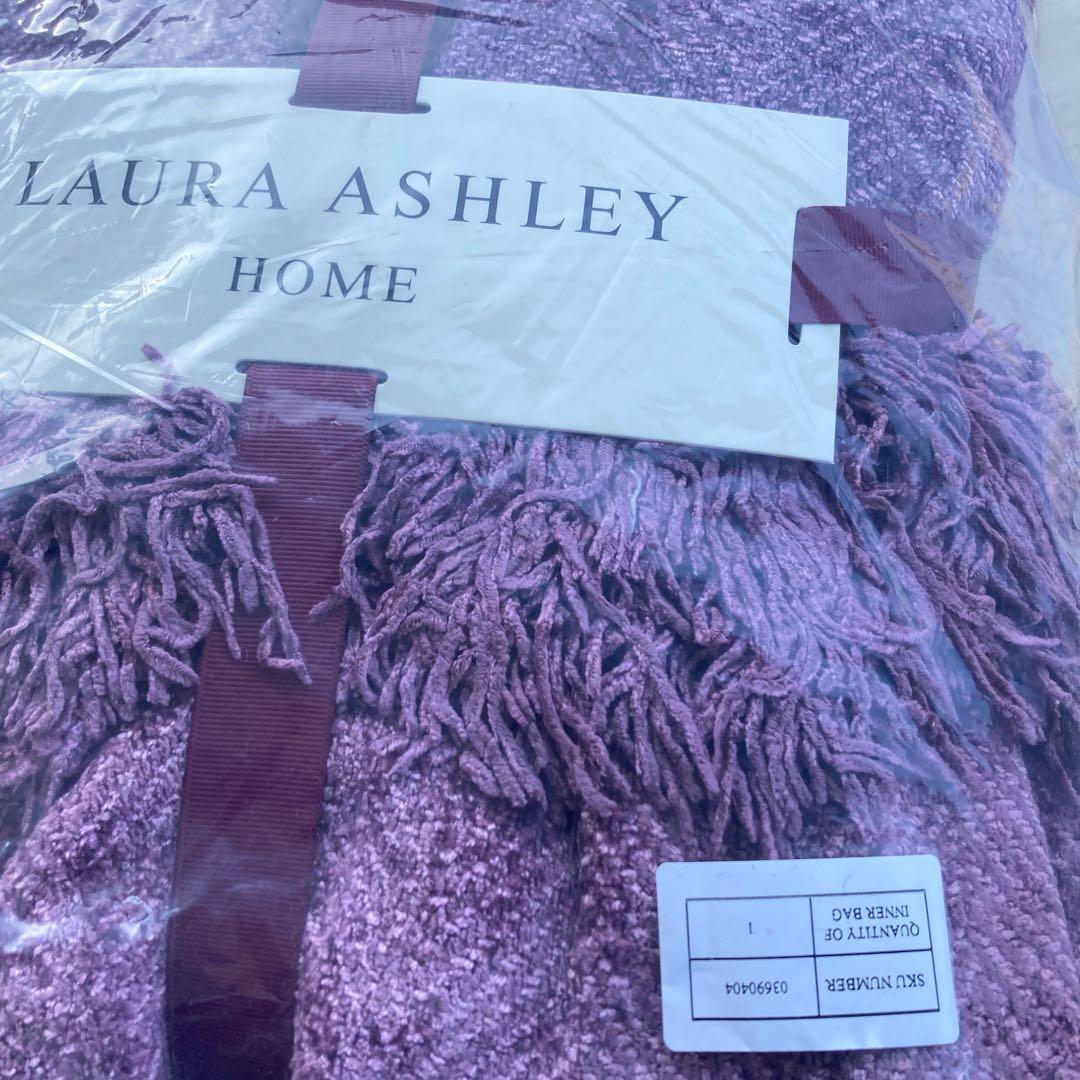 LAURA ASHLEY
HOME
SKU NUMBER 03690404
QUANTITY OF
INNER BAG 1